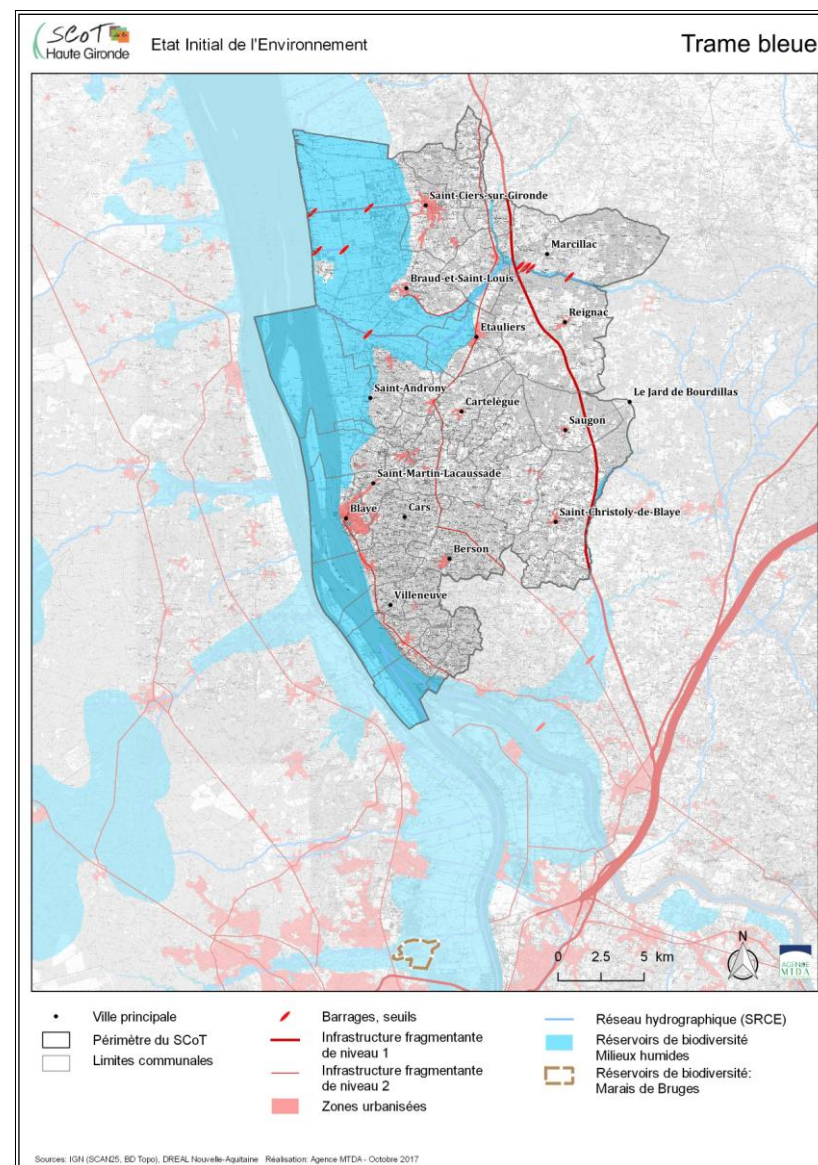 SCoT
Haute Gironde
Etat Initial de l'Environnement
Trame bleue
Saint-Ciers-sur-Gironde
Marcillac
Braud-et-Saint-Louis
Reignac
Etauliers
Saint-Androny
Cartelègue
Le Jard de Bourdillas
Saugon
Saint-Martin-Lacaussade
Blaye
Cars
Saint-Christoly-de-Blaye
Berson
Villeneuve
N
0 2.5 5 km
AGENCE
MTDA
Ville principale
Périmètre du SCoT
Limites communales
Barrages, seuils
Infrastructure fragmentante
de niveau 1
Infrastructure fragmentante
de niveau 2
Zones urbanisées
Réseau hydrographique (SRCE)
Réservoirs de biodiversité
Milieux humides
Réservoirs de biodiversité:
Marais de Bruges
Sources: IGN (SCAN25, BD Topo), DREAL Nouvelle-Aquitaine Réalisation: Agence MTDA - Octobre 2017